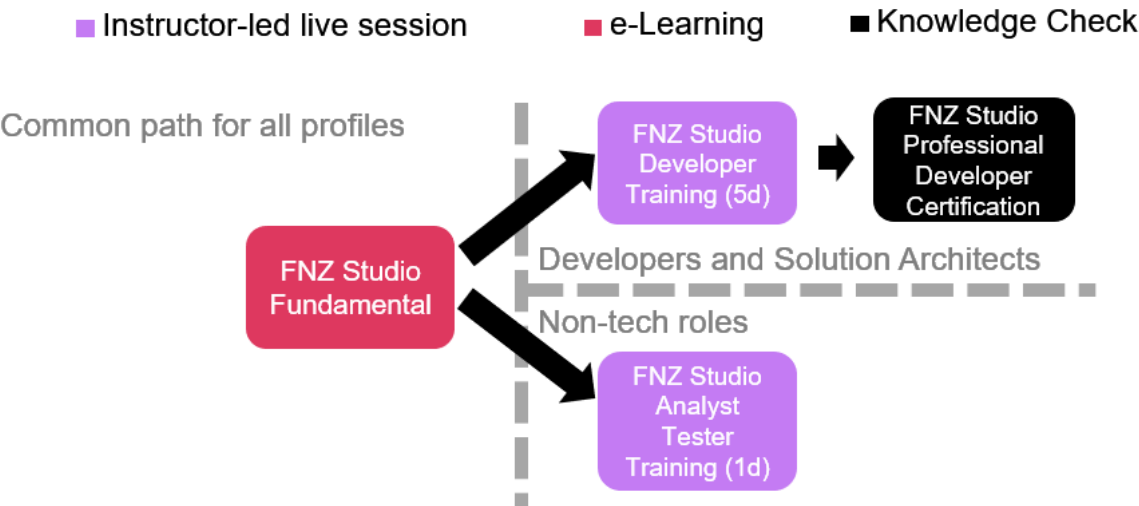 Instructor-led live session
e-Learning
Knowledge Check
Common path for all profiles
FNZ Studio
Developer
Training (5d)
FNZ Studio
Professional
Developer
Certification
FNZ Studio
Fundamental
Developers and Solution Architects
Non-tech roles
FNZ Studio
Analyst
Tester
Training (1d)